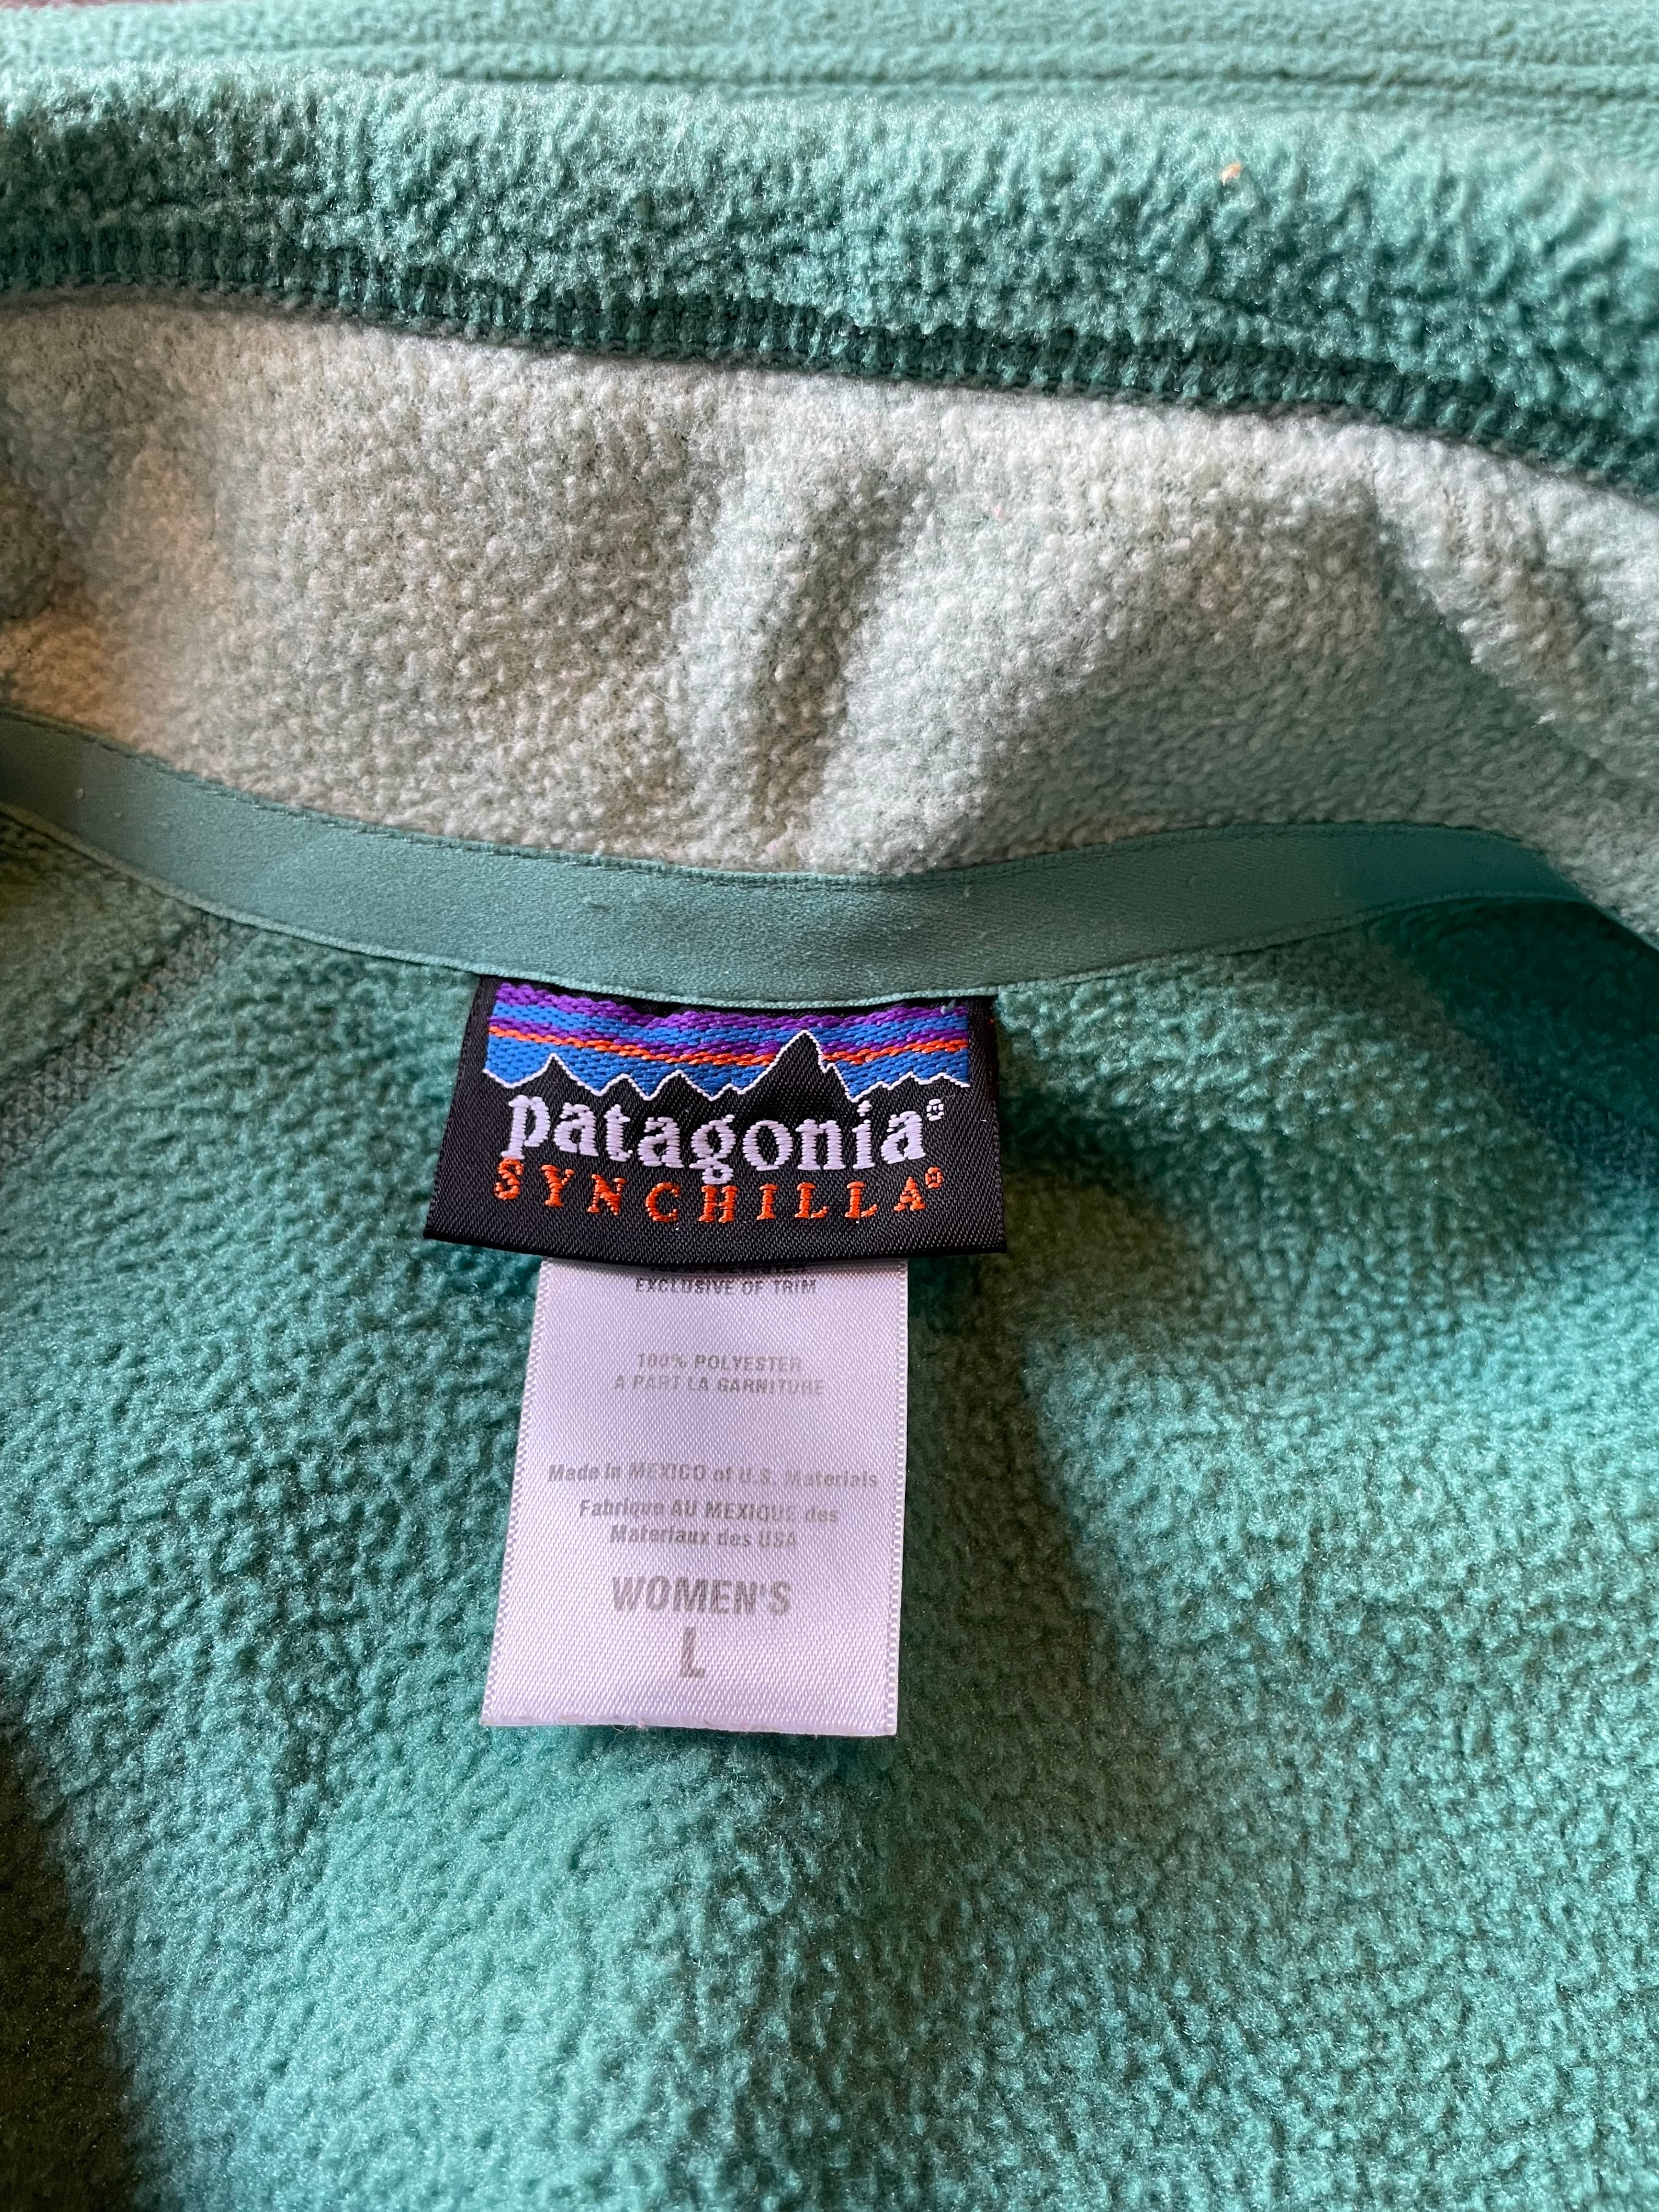 patagonia®
SYNCHILLA®
EXCLUSIVE OF TRIM
100% POLYESTER
A PART LA GARNITURE
Made in MEXICO of U.S. Materials
Fabrique AU MEXIQUE des
Materiaux des USA
WOMEN'S
L